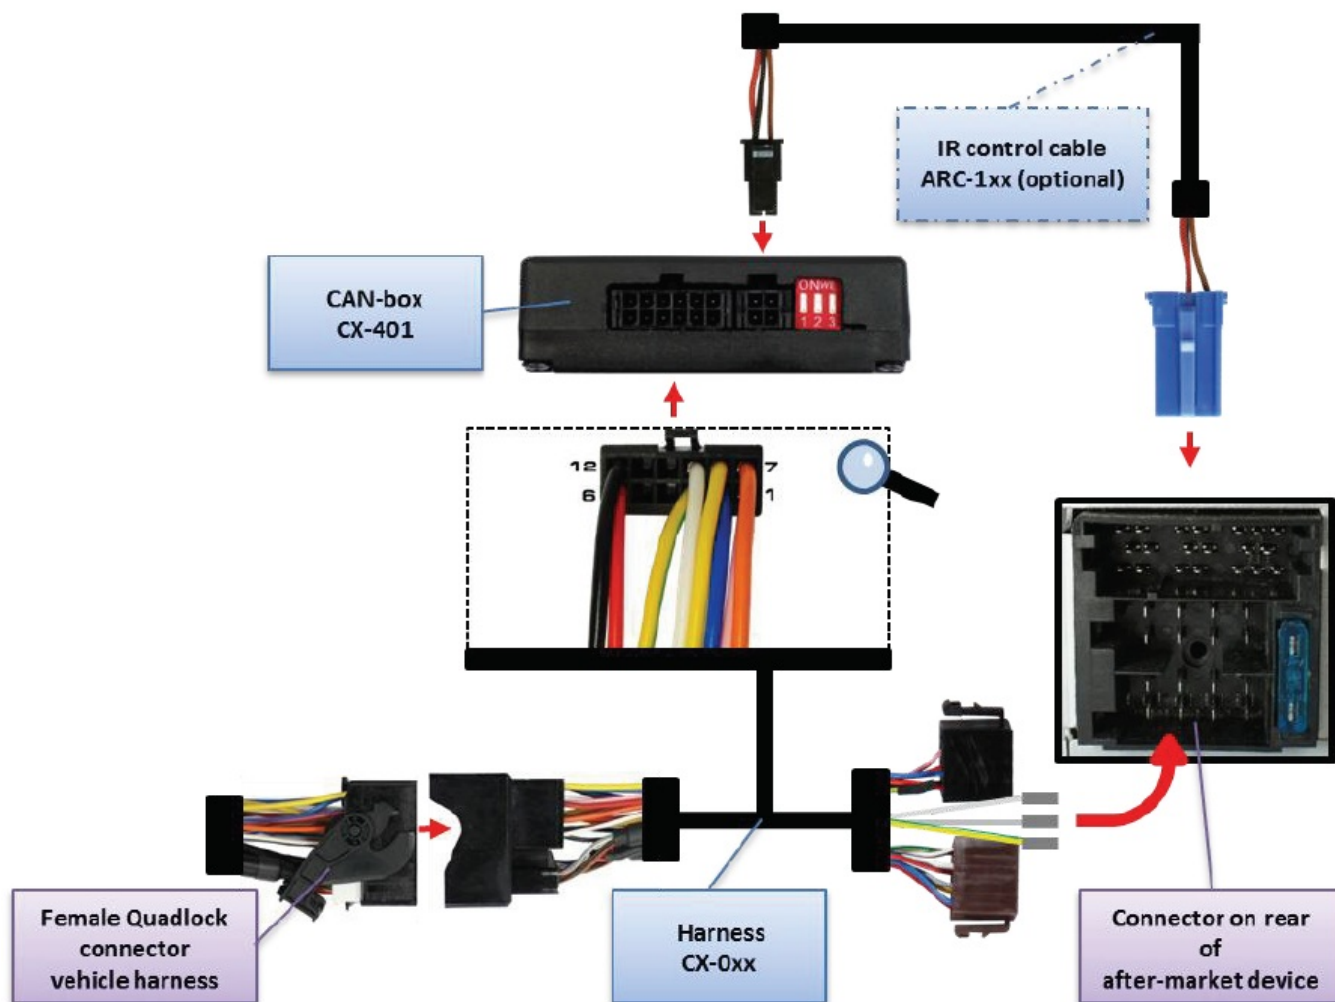 IR control cable
ARC-1xx (optional)
CAN-box
CX-401
ON
1 2 3
12
7
6
1
Female Quadlock
connector
vehicle harness
Harness
CX-0xx
Connector on rear
of
after-market device